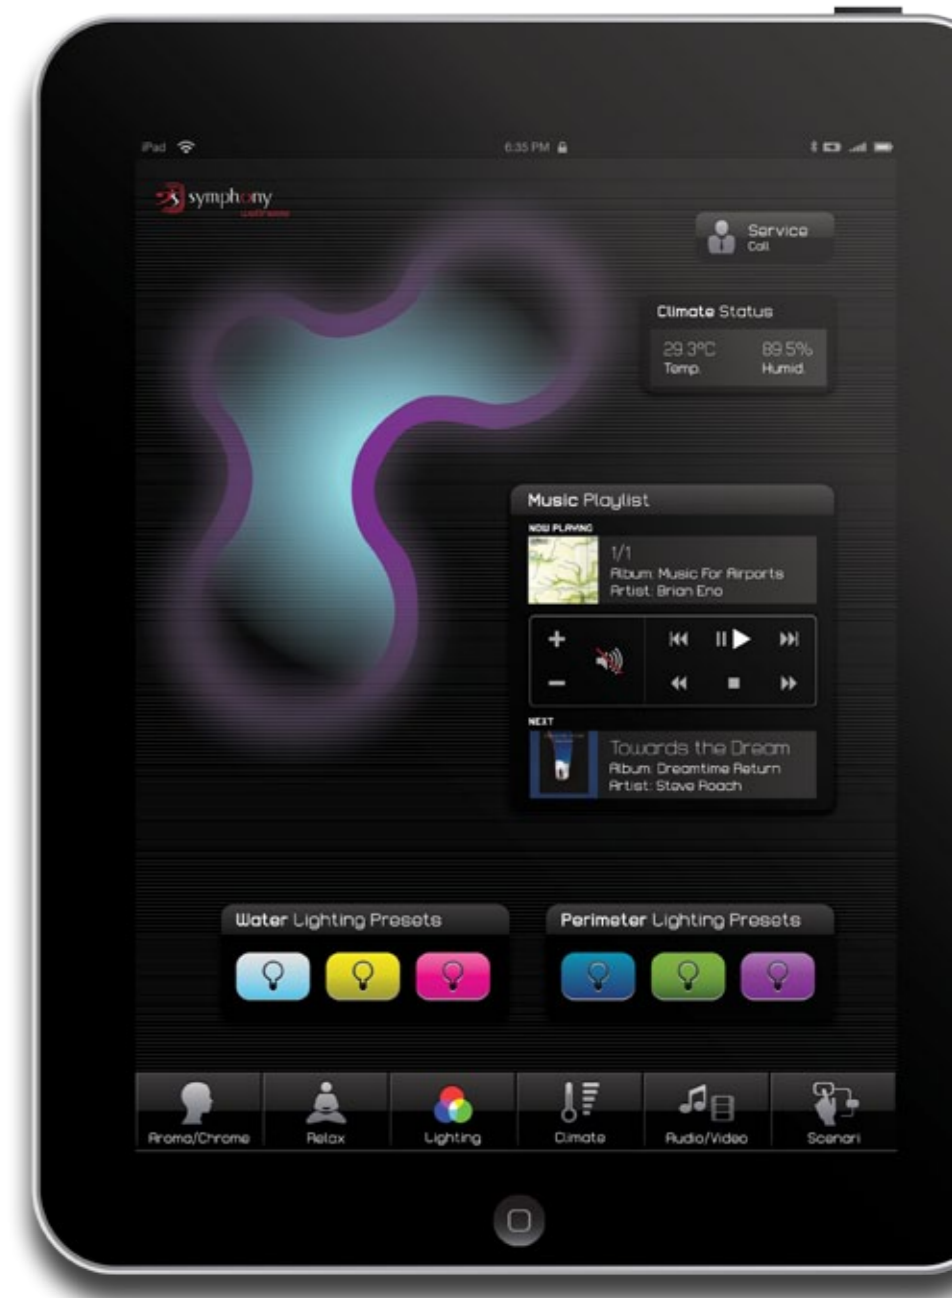 iPad
6:35 PM
symphony
wellness
Service
Call
Climate Status
29.3°C 89.5%
Temp. Humid.
Music Playlist
NOW PLAYING
1/1
Album: Music For Airports
Artist: Brian Eno
NEXT
Towards the Dream
Album: Dreamtime Return
Artist: Steve Roach
Water Lighting Presets
Perimeter Lighting Presets
Aroma/Chrome
Relax
Lighting
Climate
Audio/Video
Scenari